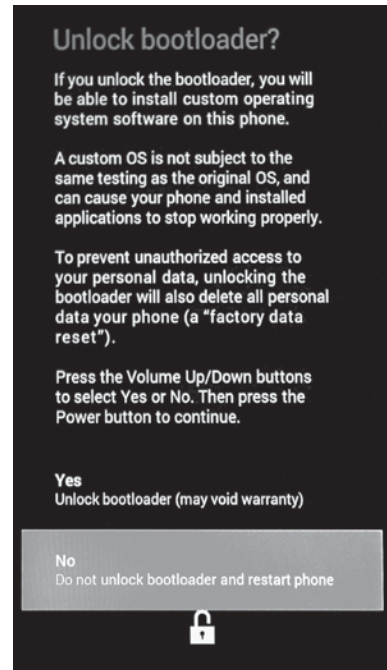 Unlock bootloader?
If you unlock the bootloader, you will
be able to install custom operating
system software on this phone.
A custom OS is not subject to the
same testing as the original OS, and
can cause your phone and installed
applications to stop working properly.
To prevent unauthorized access to
your personal data, unlocking the
bootloader will also delete all personal
data your phone (a “factory data
reset”).
Press the Volume Up/Down buttons
to select Yes or No. Then press the
Power button to continue.
Yes
Unlock bootloader (may void warranty)
No
Do not unlock bootloader and restart phone